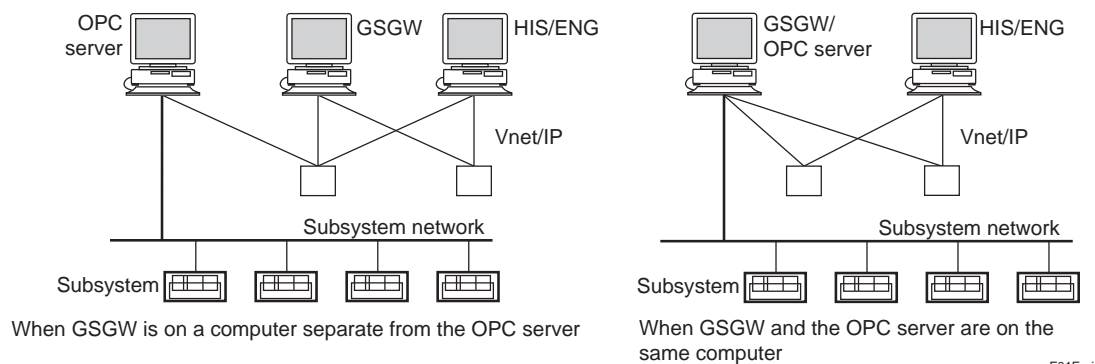 OPC
server
GSGW
HIS/ENG
Vnet/IP
Subsystem network
Subsystem
When GSGW is on a computer separate from the OPC server
GSGW/
OPC server
HIS/ENG
Vnet/IP
Subsystem network
Subsystem
When GSGW and the OPC server are on the
same computer